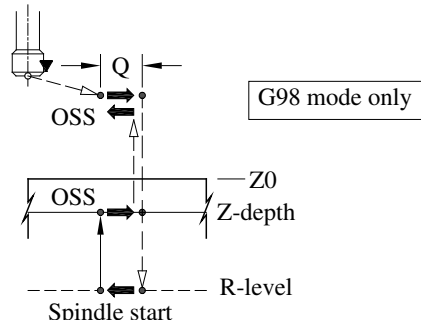 Q
G98 mode only
OSS
Z0
OSS
Z-depth
R-level
Spindle start